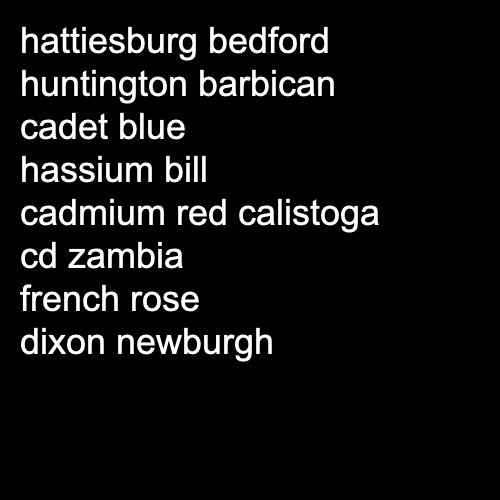 hattiesburg bedford
huntington barbican
cadet blue
hassium bill
cadmium red calistoga
cd zambia
french rose
dixon newburgh